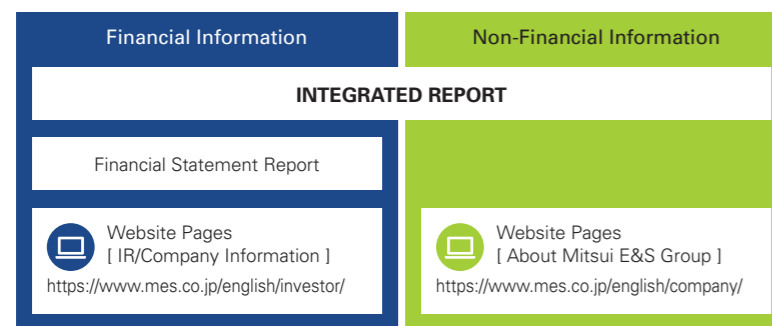 Financial Information
Non-Financial Information
INTEGRATED REPORT
Financial Statement Report
Website Pages
[ IR/Company Information ]
https://www.mes.co.jp/english/investor/
Website Pages
[ About Mitsui E&S Group ]
https://www.mes.co.jp/english/company/